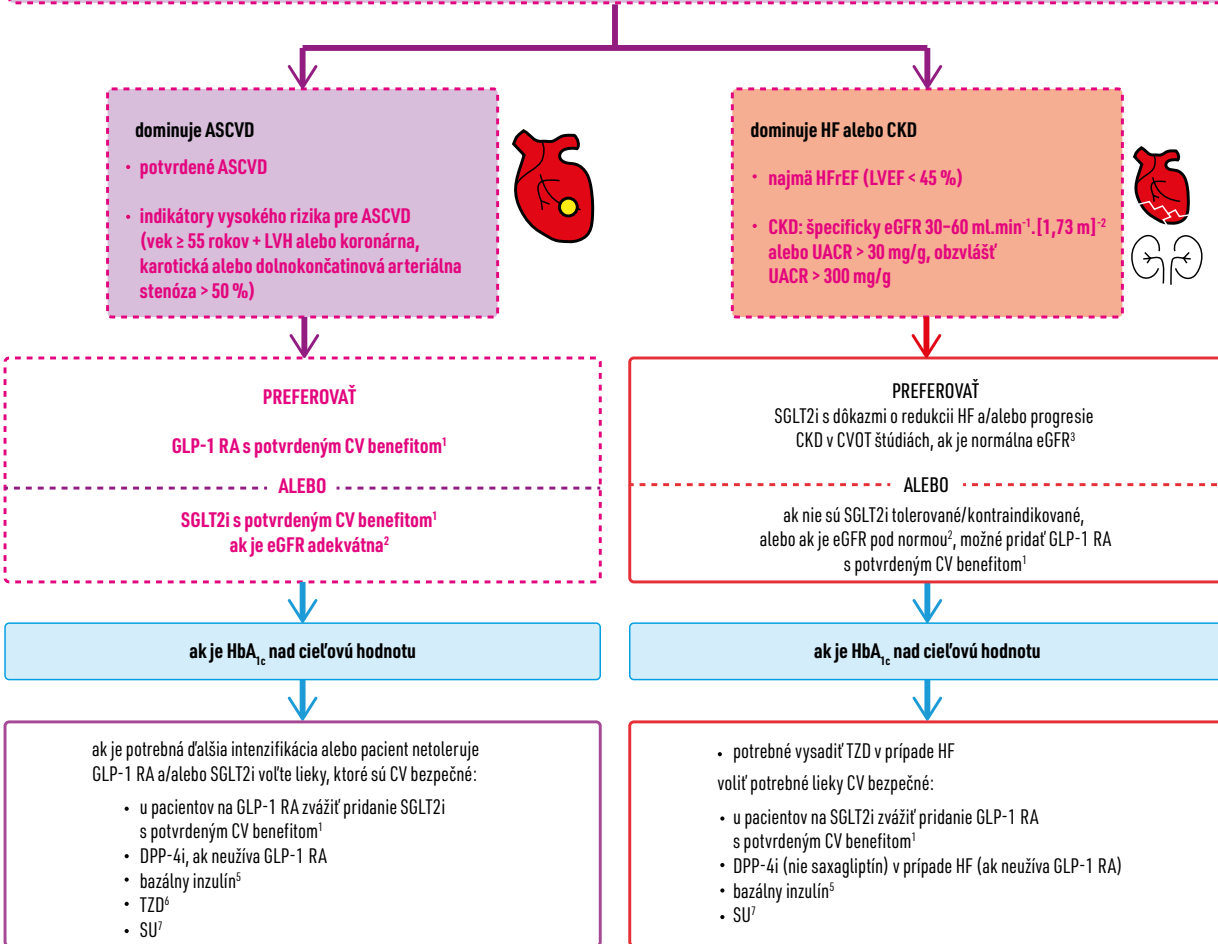 dominuje ASCVD
• potvrdené ASCVD
• indikátory vysokého rizika pre ASCVD
(vek ≥ 55 rokov + LVH alebo koronárna,
karotická alebo dolnokončatinová arteriálna
stenóza > 50 %)
PREFEROVAŤ
GLP-1 RA s potvrdeným CV benefitom¹
ALEBO
SGLT2i s potvrdeným CV benefitom¹
ak je eGFR adekvátna²
ak je HbA₁c nad cieľovú hodnotu
ak je potrebná ďalšia intenzifikácia alebo pacient netoleruje
GLP-1 RA a/alebo SGLT2i voľte lieky, ktoré sú CV bezpečné:
• u pacientov na GLP-1 RA zvážiť pridanie SGLT2i
s potvrdeným CV benefitom¹
• DPP-4i, ak neužíva GLP-1 RA
• bazálny inzulín⁵
• TZD⁶
• SU⁷
dominuje HF alebo CKD
• najmä HFrEF (LVEF < 45 %)
• CKD: špecificky eGFR 30–60 ml.min⁻¹.[1,73 m]⁻²
alebo UACR > 30 mg/g, obzvlášť
UACR > 300 mg/g
PREFEROVAŤ
SGLT2i s dôkazmi o redukcii HF a/alebo progresie
CKD v CVOT štúdiách, ak je normálna eGFR³
ALEBO
ak nie sú SGLT2i tolerované/kontraindikované,
alebo ak je eGFR pod normou², možné pridať GLP-1 RA
s potvrdeným CV benefitom¹
ak je HbA₁c nad cieľovú hodnotu
• potrebné vysadiť TZD v prípade HF
voliť potrebné lieky CV bezpečné:
• u pacientov na SGLT2i zvážiť pridanie GLP-1 RA
s potvrdeným CV benefitom¹
• DPP-4i (nie saxagliptín) v prípade HF (ak neužíva GLP-1 RA)
• bazálny inzulín⁵
• SU⁷